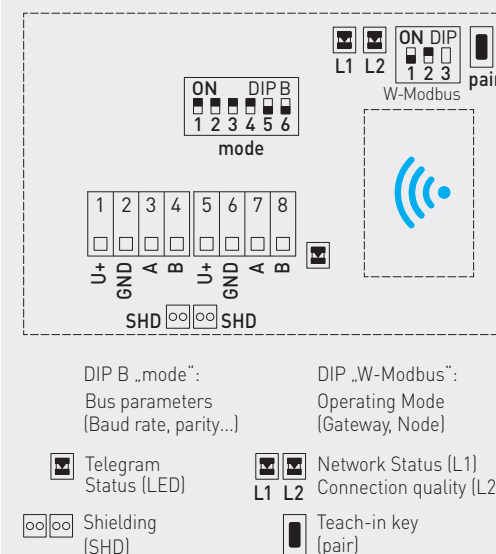 L1 L2
ON DIP
1 2 3
W-Modbus
pair
ON DIP B
1 2 3 4 5 6
mode
1 2 3 4 5 6 7 8
U+ GND A B U+ GND A B
SHD SHD
DIP B „mode“:
Bus parameters
(Baud rate, parity...)
DIP „W-Modbus“:
Operating Mode
(Gateway, Node)
Telegram
Status (LED)
L1 L2
Network Status (L1)
Connection quality (L2
Shielding
(SHD)
Teach-in key
(pair)